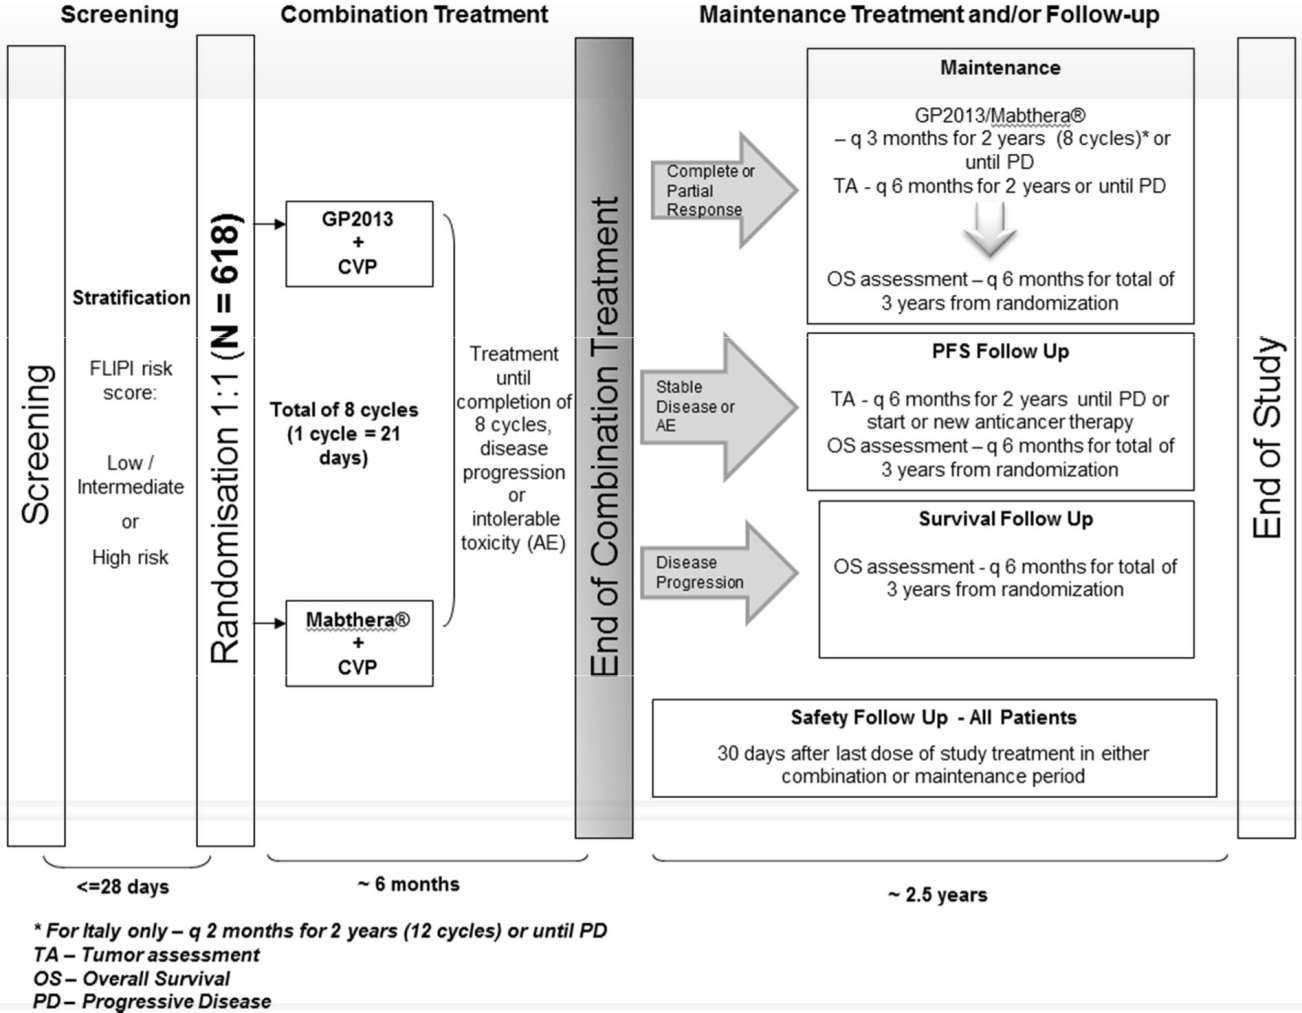 Screening
Combination Treatment
Maintenance Treatment and/or Follow-up
Screening
Stratification
FLIPI risk
score:
Low /
Intermediate
or
High risk
Randomisation 1:1 (N = 618)
GP2013
+
CVP
Total of 8 cycles
(1 cycle = 21
days)
Mabthera®
+
CVP
Treatment
until
completion of
8 cycles,
disease
progression
or
intolerable
toxicity (AE)
End of Combination Treatment
Complete or
Partial
Response
Maintenance
GP2013/Mabthera®
– q 3 months for 2 years (8 cycles)* or
until PD
TA - q 6 months for 2 years or until PD
OS assessment – q 6 months for total of
3 years from randomization
Stable
Disease or
AE
PFS Follow Up
TA - q 6 months for 2 years until PD or
start or new anticancer therapy
OS assessment – q 6 months for total of
3 years from randomization
Disease
Progression
Survival Follow Up
OS assessment - q 6 months for total of
3 years from randomization
Safety Follow Up - All Patients
30 days after last dose of study treatment in either
combination or maintenance period
End of Study
<=28 days
~ 6 months
~ 2.5 years
* For Italy only – q 2 months for 2 years (12 cycles) or until PD
TA – Tumor assessment
OS – Overall Survival
PD – Progressive Disease